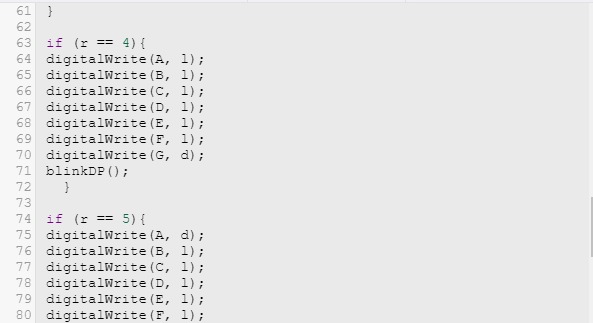 61 }
62
63 if (r == 4){
64 digitalWrite(A, l);
65 digitalWrite(B, l);
66 digitalWrite(C, l);
67 digitalWrite(D, l);
68 digitalWrite(E, l);
69 digitalWrite(F, l);
70 digitalWrite(G, d);
71 blinkDP();
72 }
73
74 if (r == 5){
75 digitalWrite(A, d);
76 digitalWrite(B, l);
77 digitalWrite(C, l);
78 digitalWrite(D, l);
79 digitalWrite(E, l);
80 digitalWrite(F, l);